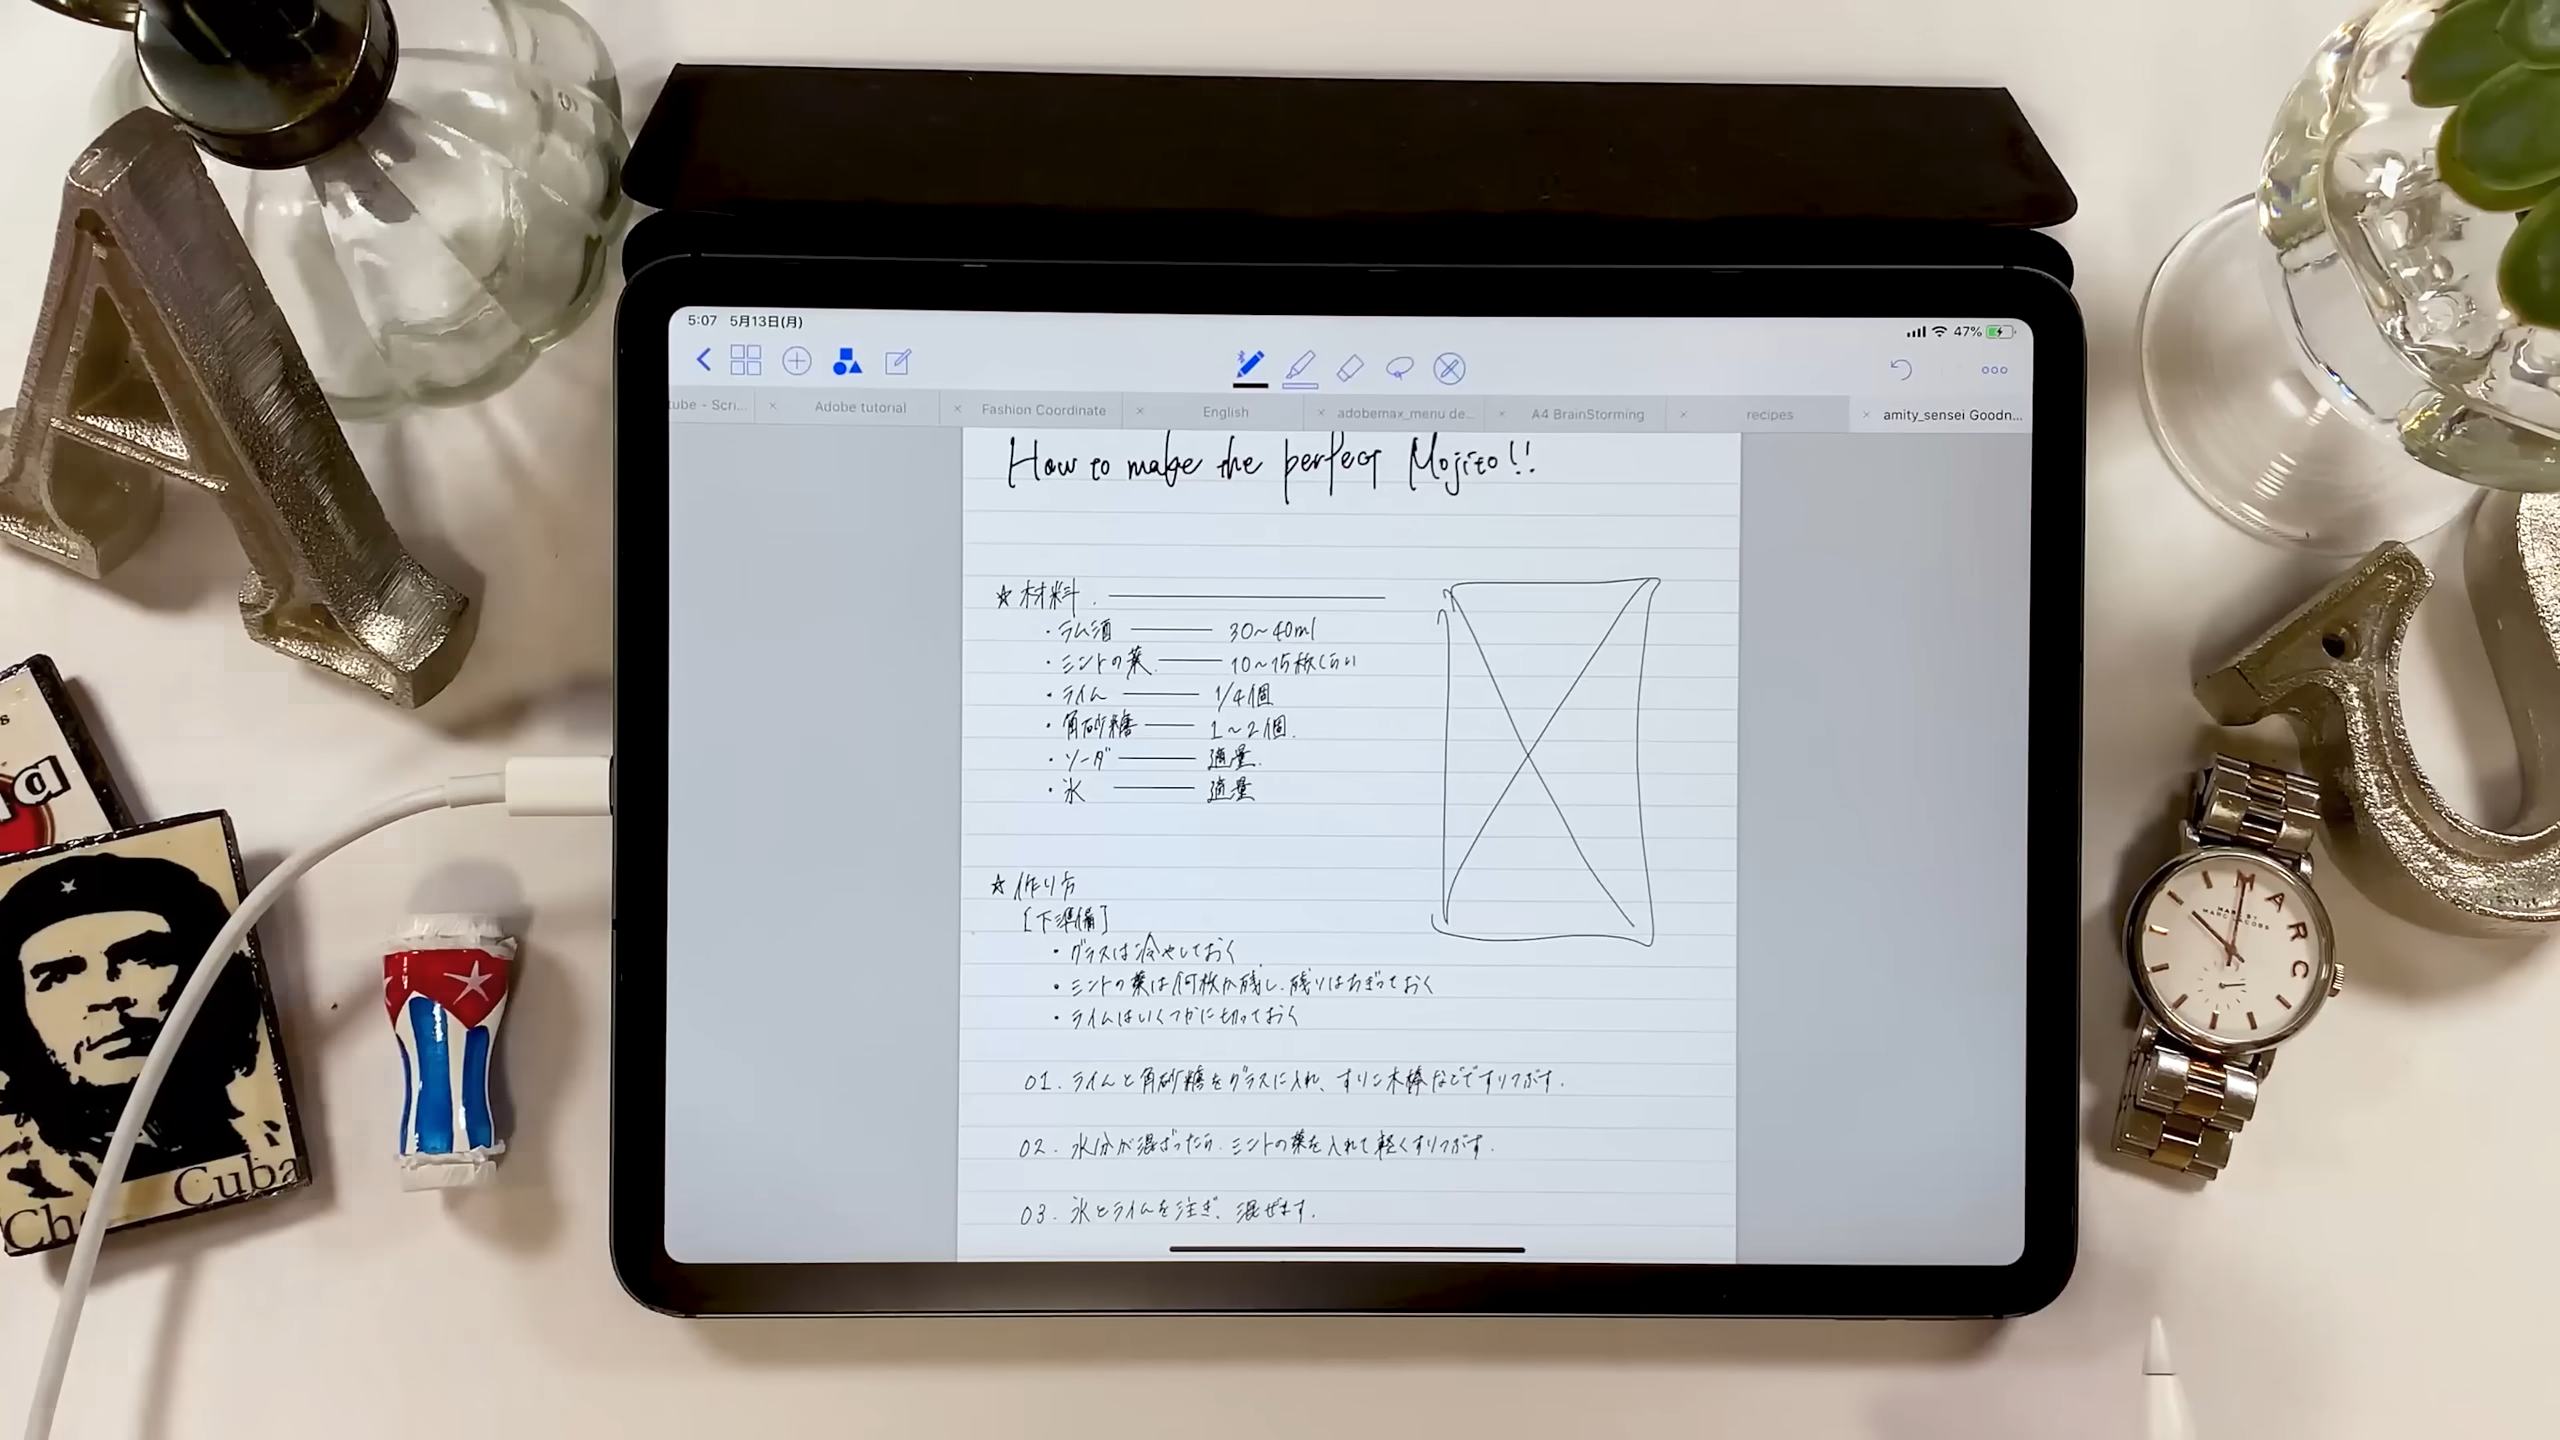 5:07 5月13日(月)
47%
tube - Scri...
Adobe tutorial
Fashion Coordinate
English
adobemax_menu de...
A4 BrainStorming
recipes
amity_sensei Goodn...
How to make the perfect Mojito!!
☆ 材料.
・ラム酒 30~40ml
・ミントの葉 10~15枚くらい
・ライム 1/4個
・角砂糖 1~2個.
・ソーダ 適量.
・氷 適量
☆ 作り方
[下準備]
・グラスは冷やしておく
・ミントの葉は何枚か残し、残りはちぎっておく
・ライムはいくつかに切っておく
01. ライムと角砂糖をグラスに入れ、すりこ木棒などですりつぶす.
02. 水分が混ざったら、ミントの葉を入れて軽くすりつぶす.
03. 氷とライムを注ぎ、混ぜます.
Cuba
Ch
MARC
MARC BY
MARC JACOBS